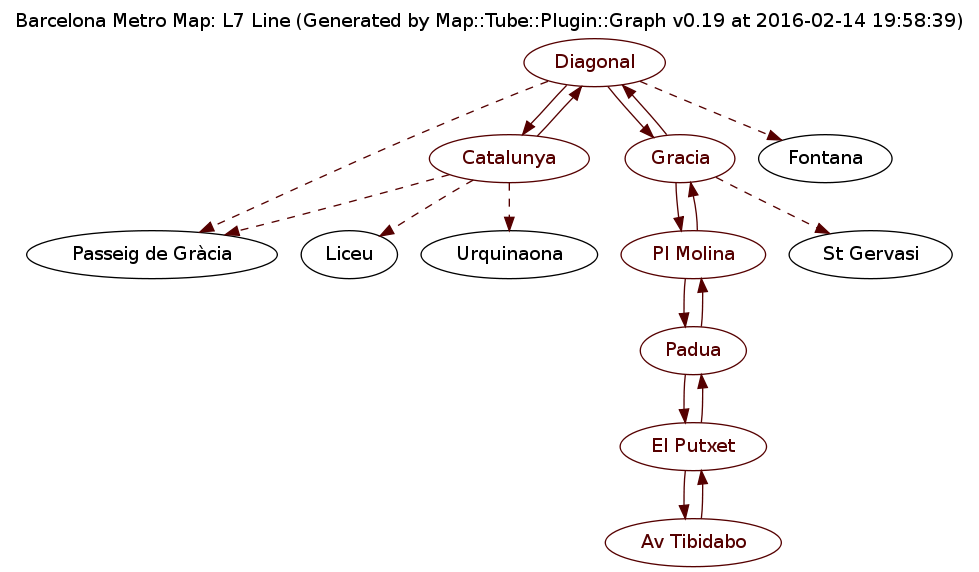 Barcelona Metro Map: L7 Line (Generated by Map::Tube::Plugin::Graph v0.19 at 2016-02-14 19:58:39)
Diagonal
Catalunya
Gracia
Fontana
Passeig de Gràcia
Liceu
Urquinaona
Pl Molina
St Gervasi
Padua
El Putxet
Av Tibidabo